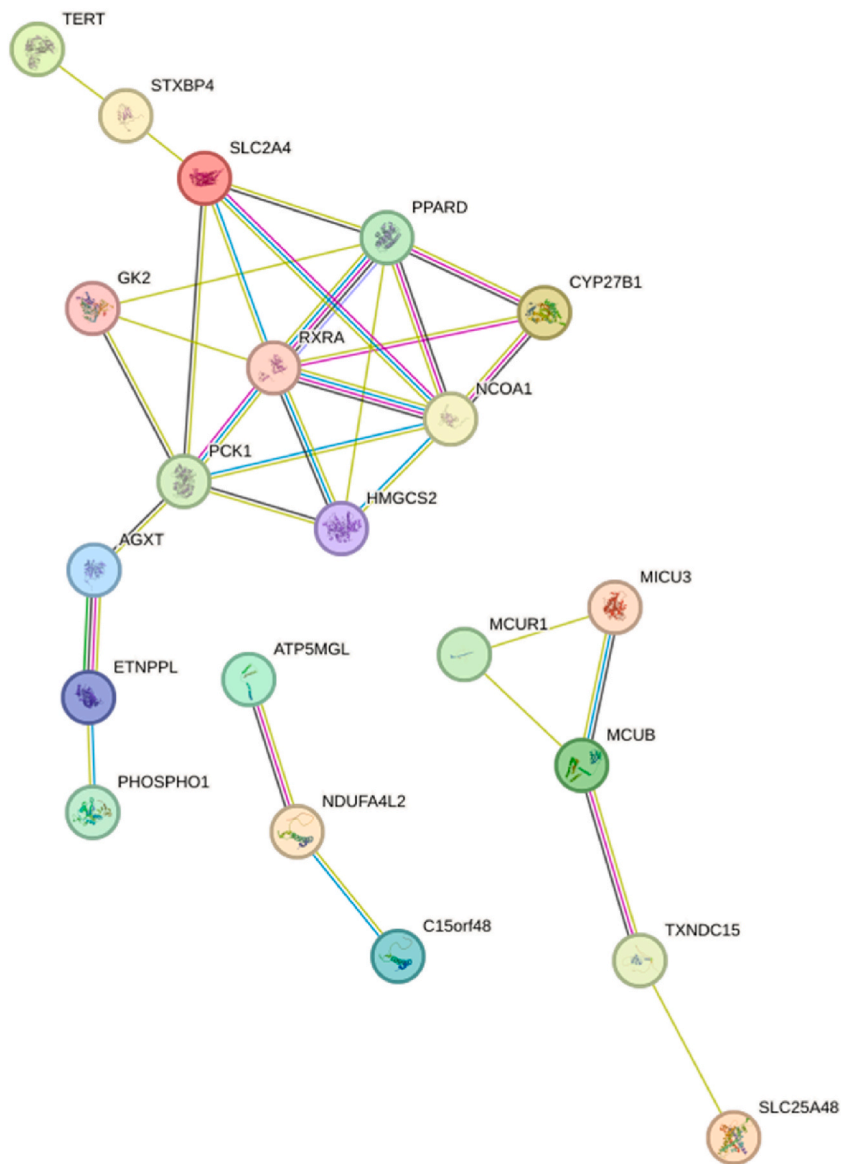 TERT
STXBP4
SLC2A4
PPARD
GK2
CYP27B1
RXRA
NCOA1
PCK1
HMGCS2
AGXT
MICU3
MCUR1
ATP5MGL
ETNPPL
MCUB
PHOSPHO1
NDUFA4L2
C15orf48
TXNDC15
SLC25A48